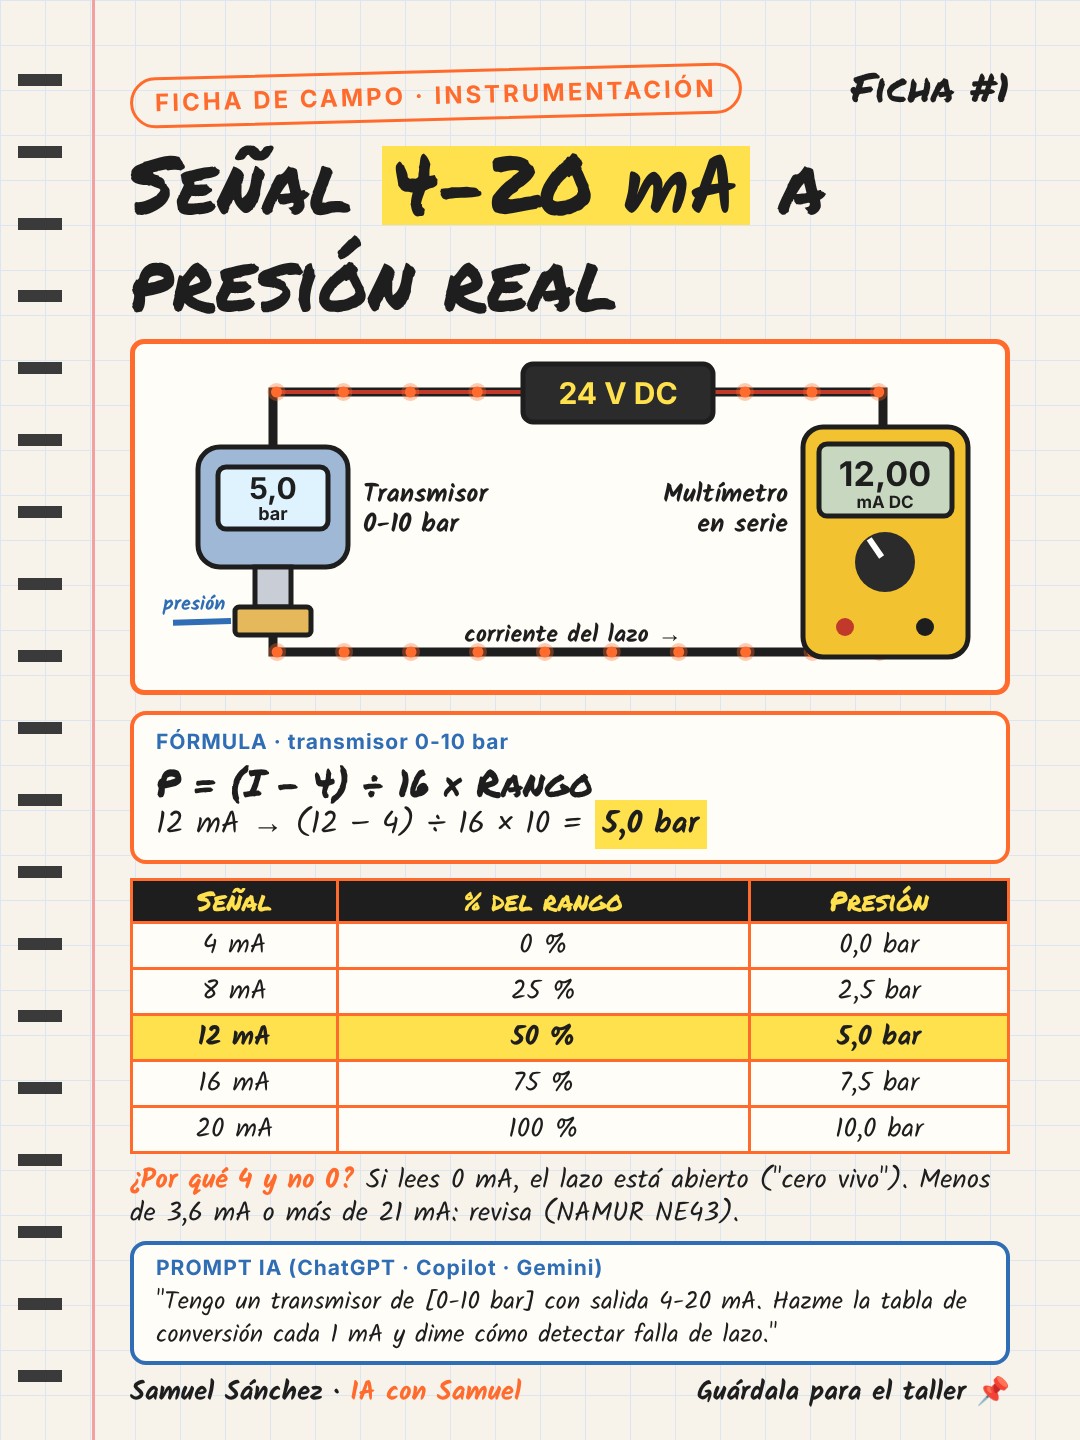 FICHA DE CAMPO · INSTRUMENTACIÓN
Ficha #1
Señal 4-20 mA a
presión real
24 V DC
5,0
bar
Transmisor
0-10 bar
Multímetro
en serie
12,00
mA DC
presión
corriente del lazo →
FÓRMULA · transmisor 0-10 bar
P = (I - 4) ÷ 16 × Rango
12 mA → (12 - 4) ÷ 16 × 10 = 5,0 bar
Señal % del rango Presión
4 mA 0 % 0,0 bar
8 mA 25 % 2,5 bar
12 mA 50 % 5,0 bar
16 mA 75 % 7,5 bar
20 mA 100 % 10,0 bar
¿Por qué 4 y no 0? Si lees 0 mA, el lazo está abierto ("cero vivo"). Menos
de 3,6 mA o más de 21 mA: revisa (NAMUR NE43).
PROMPT IA (ChatGPT · Copilot · Gemini)
"Tengo un transmisor de [0-10 bar] con salida 4-20 mA. Hazme la tabla de
conversión cada 1 mA y dime cómo detectar falla de lazo."
Samuel Sánchez · IA con Samuel
Guárdala para el taller 📌